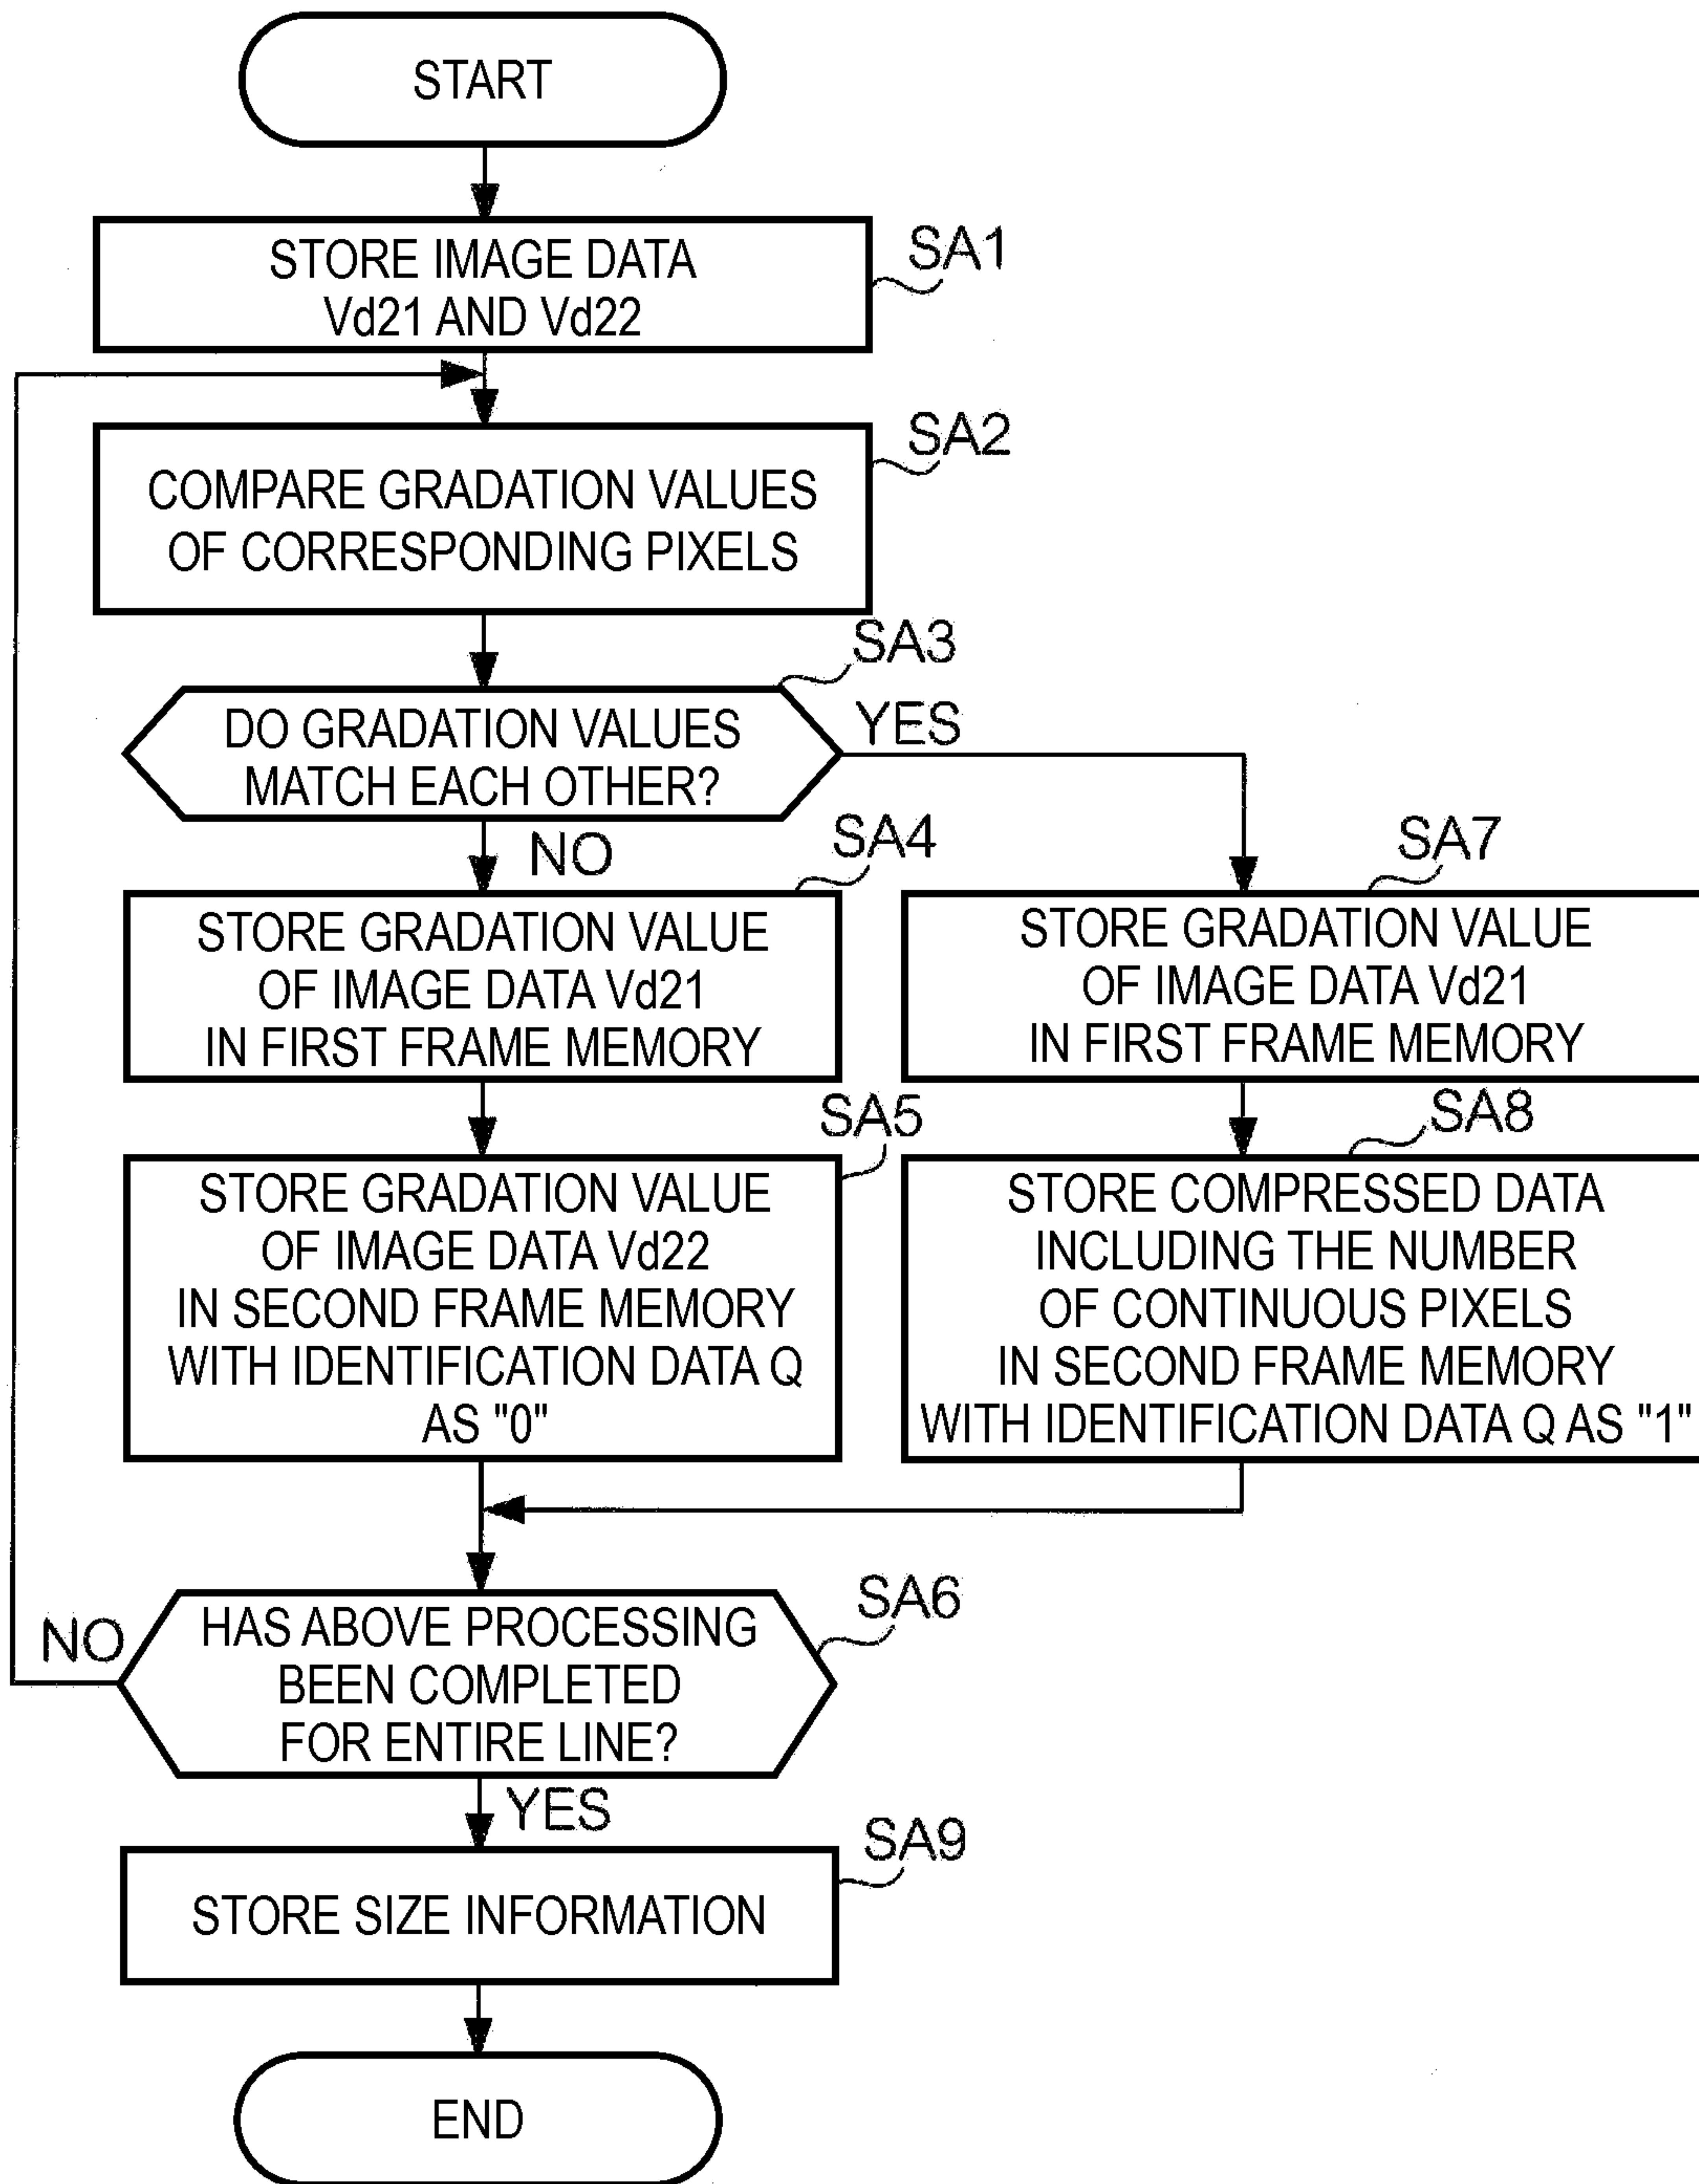 START
STORE IMAGE DATA
Vd21 AND Vd22
SA1
COMPARE GRADATION VALUES
OF CORRESPONDING PIXELS
SA2
DO GRADATION VALUES
MATCH EACH OTHER?
SA3
YES
NO
STORE GRADATION VALUE
OF IMAGE DATA Vd21
IN FIRST FRAME MEMORY
SA4
STORE GRADATION VALUE
OF IMAGE DATA Vd21
IN FIRST FRAME MEMORY
SA7
STORE GRADATION VALUE
OF IMAGE DATA Vd22
IN SECOND FRAME MEMORY
WITH IDENTIFICATION DATA Q
AS "0"
SA5
STORE COMPRESSED DATA
INCLUDING THE NUMBER
OF CONTINUOUS PIXELS
IN SECOND FRAME MEMORY
WITH IDENTIFICATION DATA Q AS "1"
SA8
HAS ABOVE PROCESSING
BEEN COMPLETED
FOR ENTIRE LINE?
SA6
NO
YES
STORE SIZE INFORMATION
SA9
END